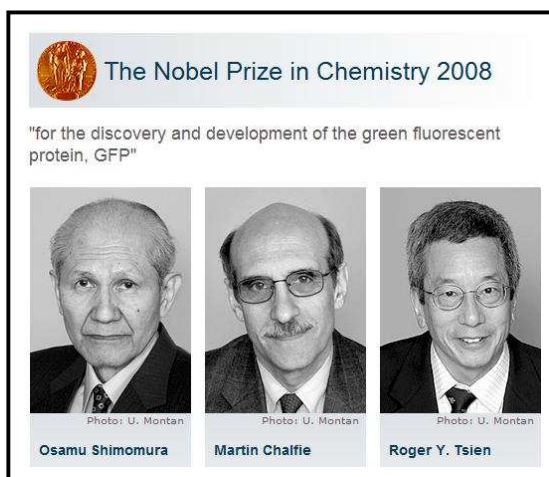 The Nobel Prize in Chemistry 2008
"for the discovery and development of the green fluorescent
protein, GFP"
Photo: U. Montan
Photo: U. Montan
Photo: U. Montan
Osamu Shimomura
Martin Chalfie
Roger Y. Tsien